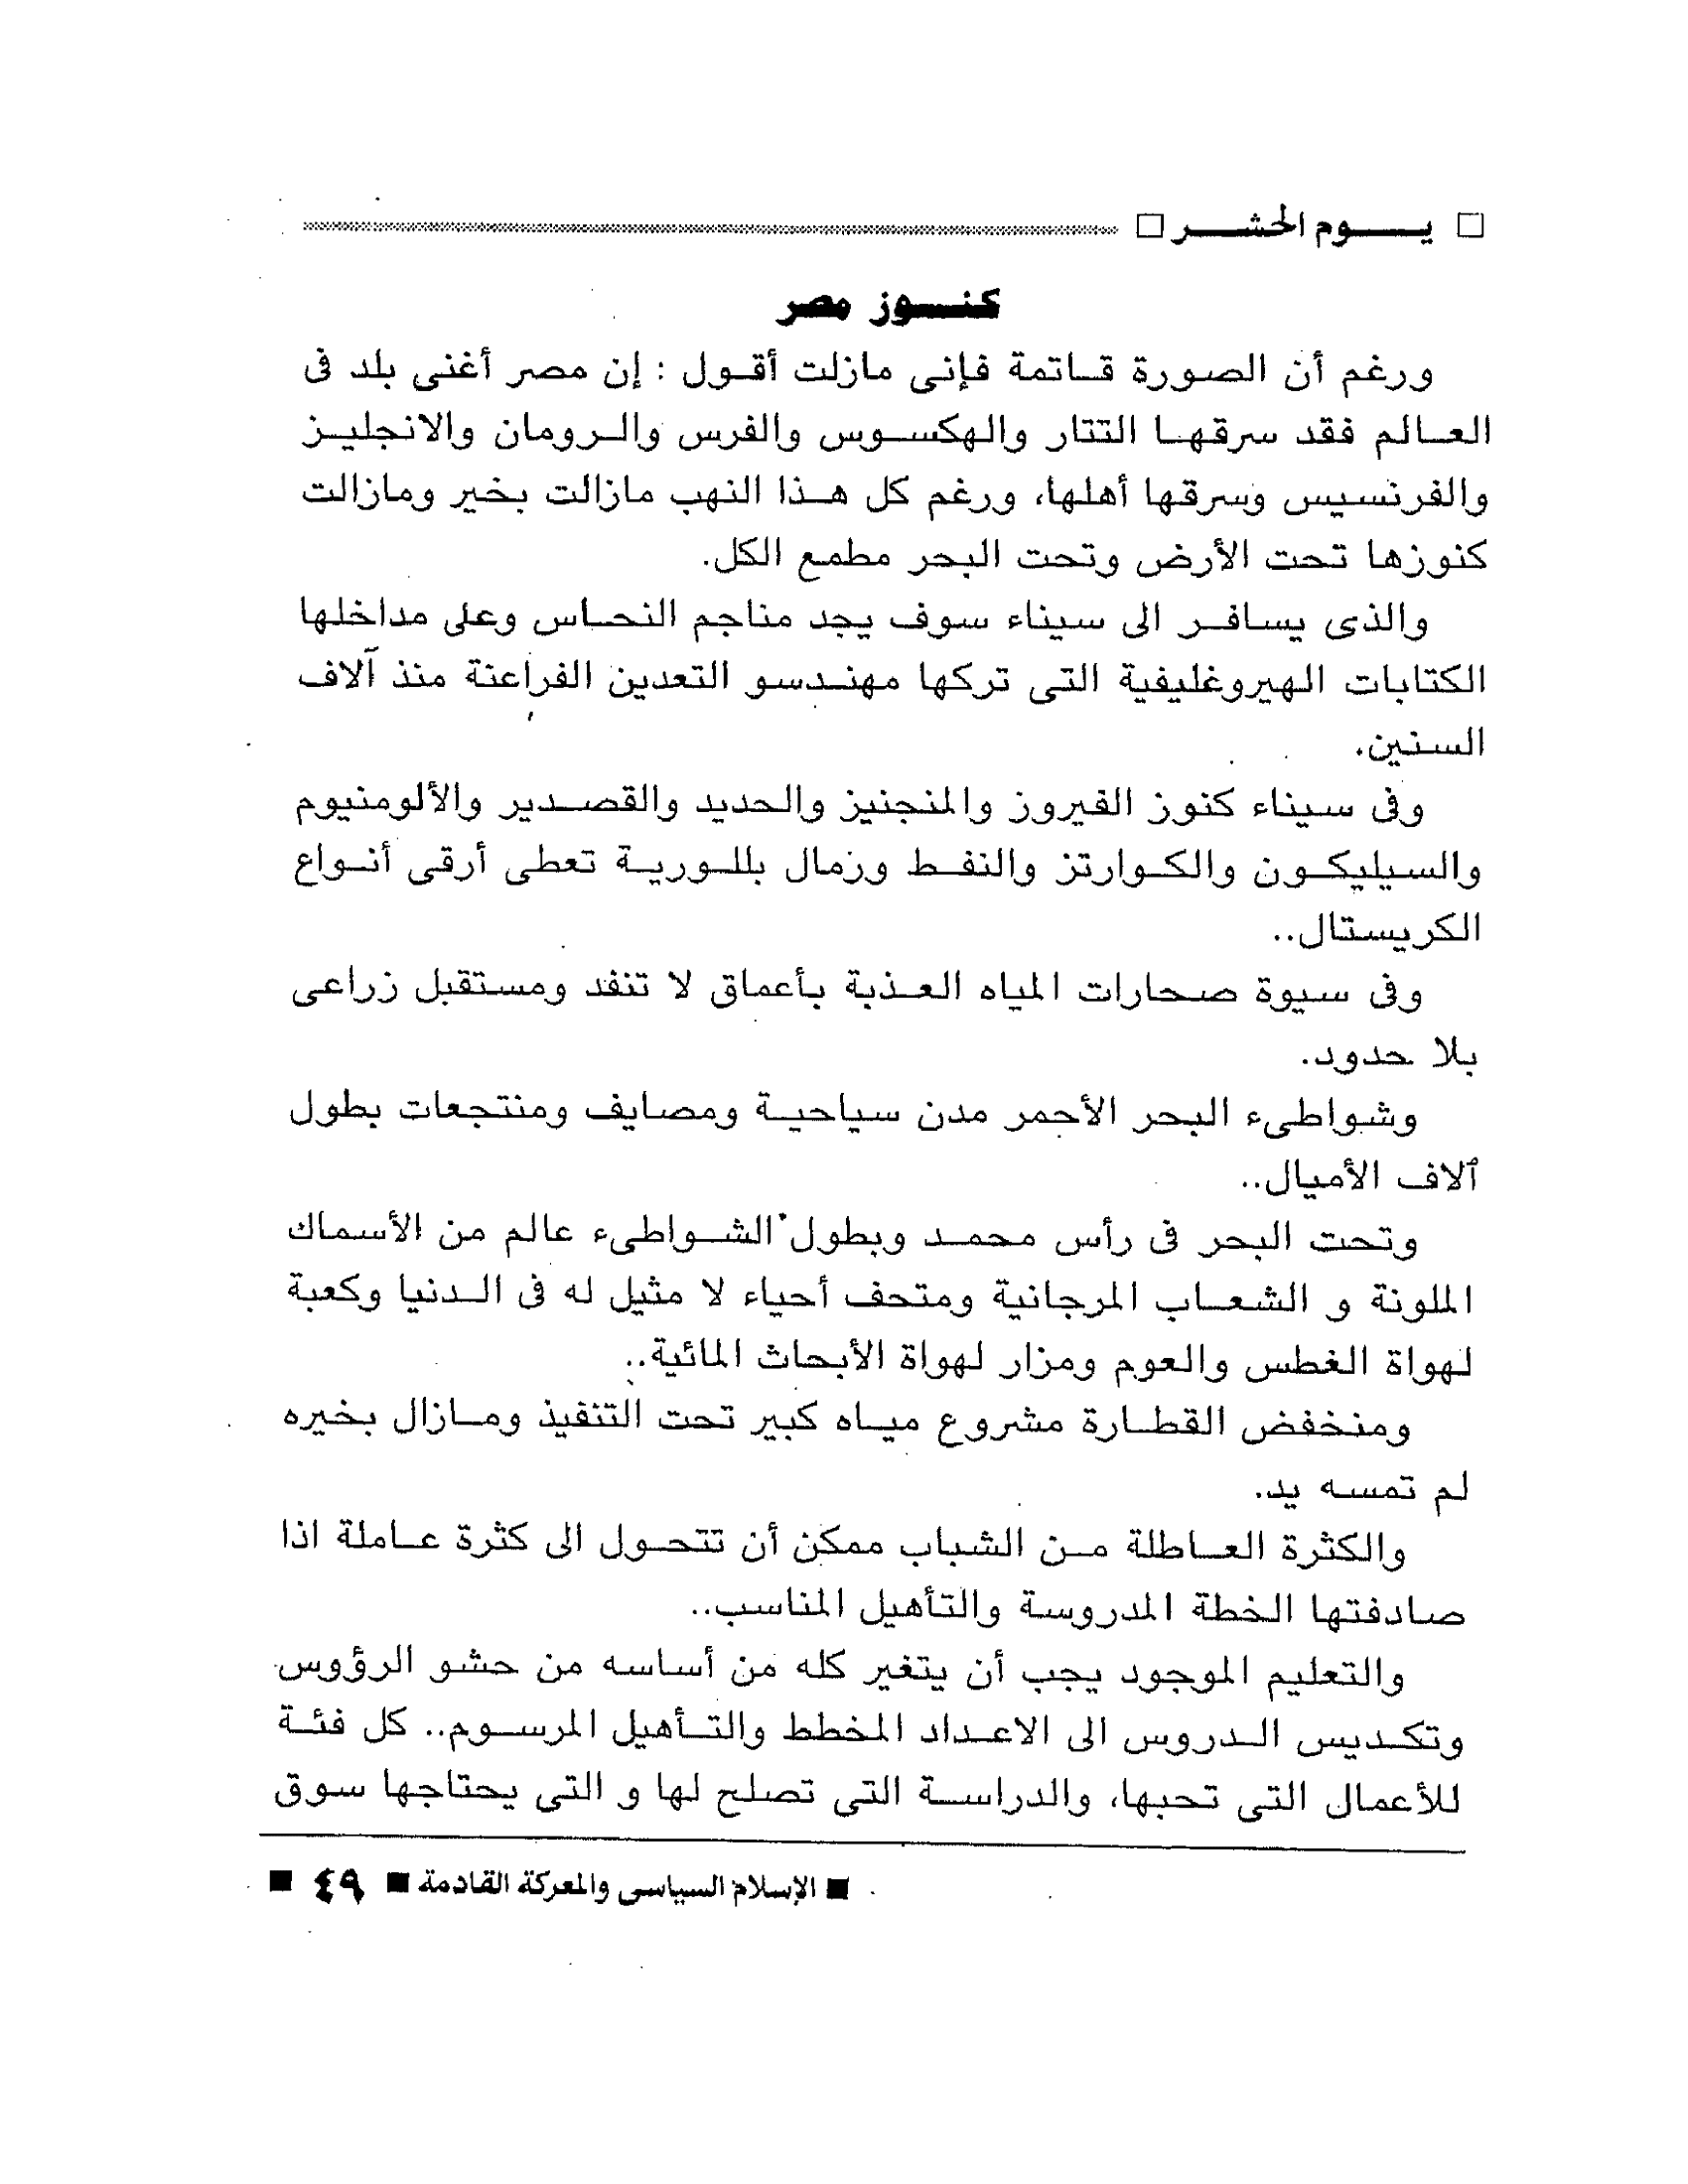 □ يــوم الحشــر □
كنــوز مصر
ورغم أن الصورة قاتمة فإنى مازلت أقول : إن مصر أغنى بلد فى
العالم فقد سرقها التتار والهكسوس والفرس والرومان والانجليز
والفرنسيس وسرقها أهلها، ورغم كل هذا النهب مازالت بخير ومازالت
كنوزها تحت الأرض وتحت البحر مطمع الكل.
والذى يسافر الى سيناء سوف يجد مناجم النحاس وعلى مداخلها
الكتابات الهيروغليفية التى تركها مهندسو التعدين الفراعنة منذ آلاف
السنين.
وفى سيناء كنوز الفيروز والمنجنيز والحديد والقصدير والألومنيوم
والسيليكون والكوارتز والنفط ورمال بللورية تعطى أرقى أنواع
الكريستال..
وفى سيوة صحارات المياه العذبة بأعماق لا تنفد ومستقبل زراعى
بلا حدود.
وشواطىء البحر الأحمر مدن سياحية ومصايف ومنتجعات بطول
آلاف الأميال..
وتحت البحر فى رأس محمد وبطول الشواطىء عالم من الأسماك
الملونة و الشعاب المرجانية ومتحف أحياء لا مثيل له فى الدنيا وكعبة
لهواة الغطس والعوم ومزار لهواة الأبحاث المائية..
ومنخفض القطارة مشروع مياه كبير تحت التنفيذ ومازال بخيره
لم تمسه يد.
والكثرة العاطلة من الشباب ممكن أن تتحول الى كثرة عاملة اذا
صادفتها الخطة المدروسة والتأهيل المناسب..
والتعليم الموجود يجب أن يتغير كله من أساسه من حشو الرؤوس
وتكديس الدروس الى الاعداد المخطط والتأهيل المرسوم.. كل فئة
للأعمال التى تحبها، والدراسة التى تصلح لها و التى يحتاجها سوق
■ الإسلام السياسى والمعركة القادمة ■ ٤٩ ■